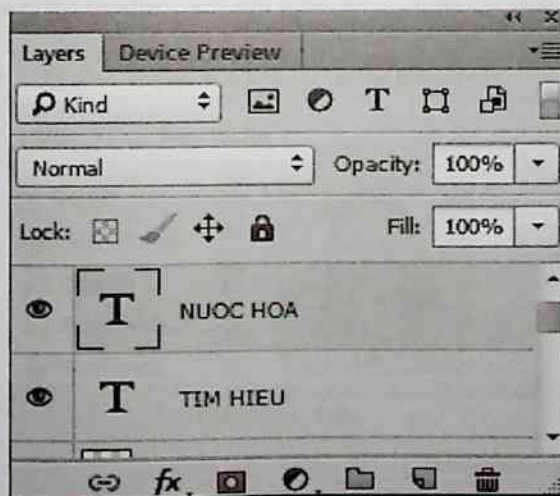 Layers Device Preview
Kind T
Normal Opacity: 100%
Lock: Fill: 100%
T NUOC HOA
T TIM HIEU
fx.